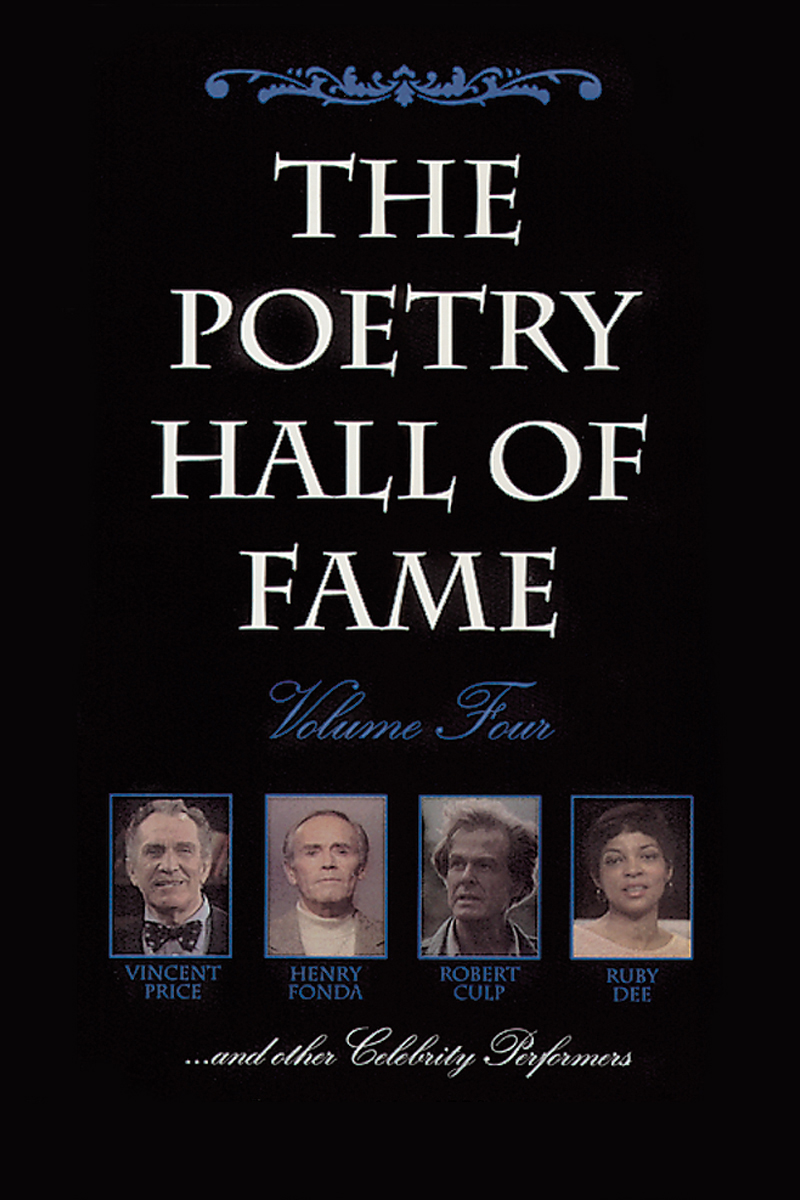 THE
POETRY
HALL OF
FAME
Volume Four
VINCENT PRICE
HENRY FONDA
ROBERT CULP
RUBY DEE
...and other Celebrity Performers